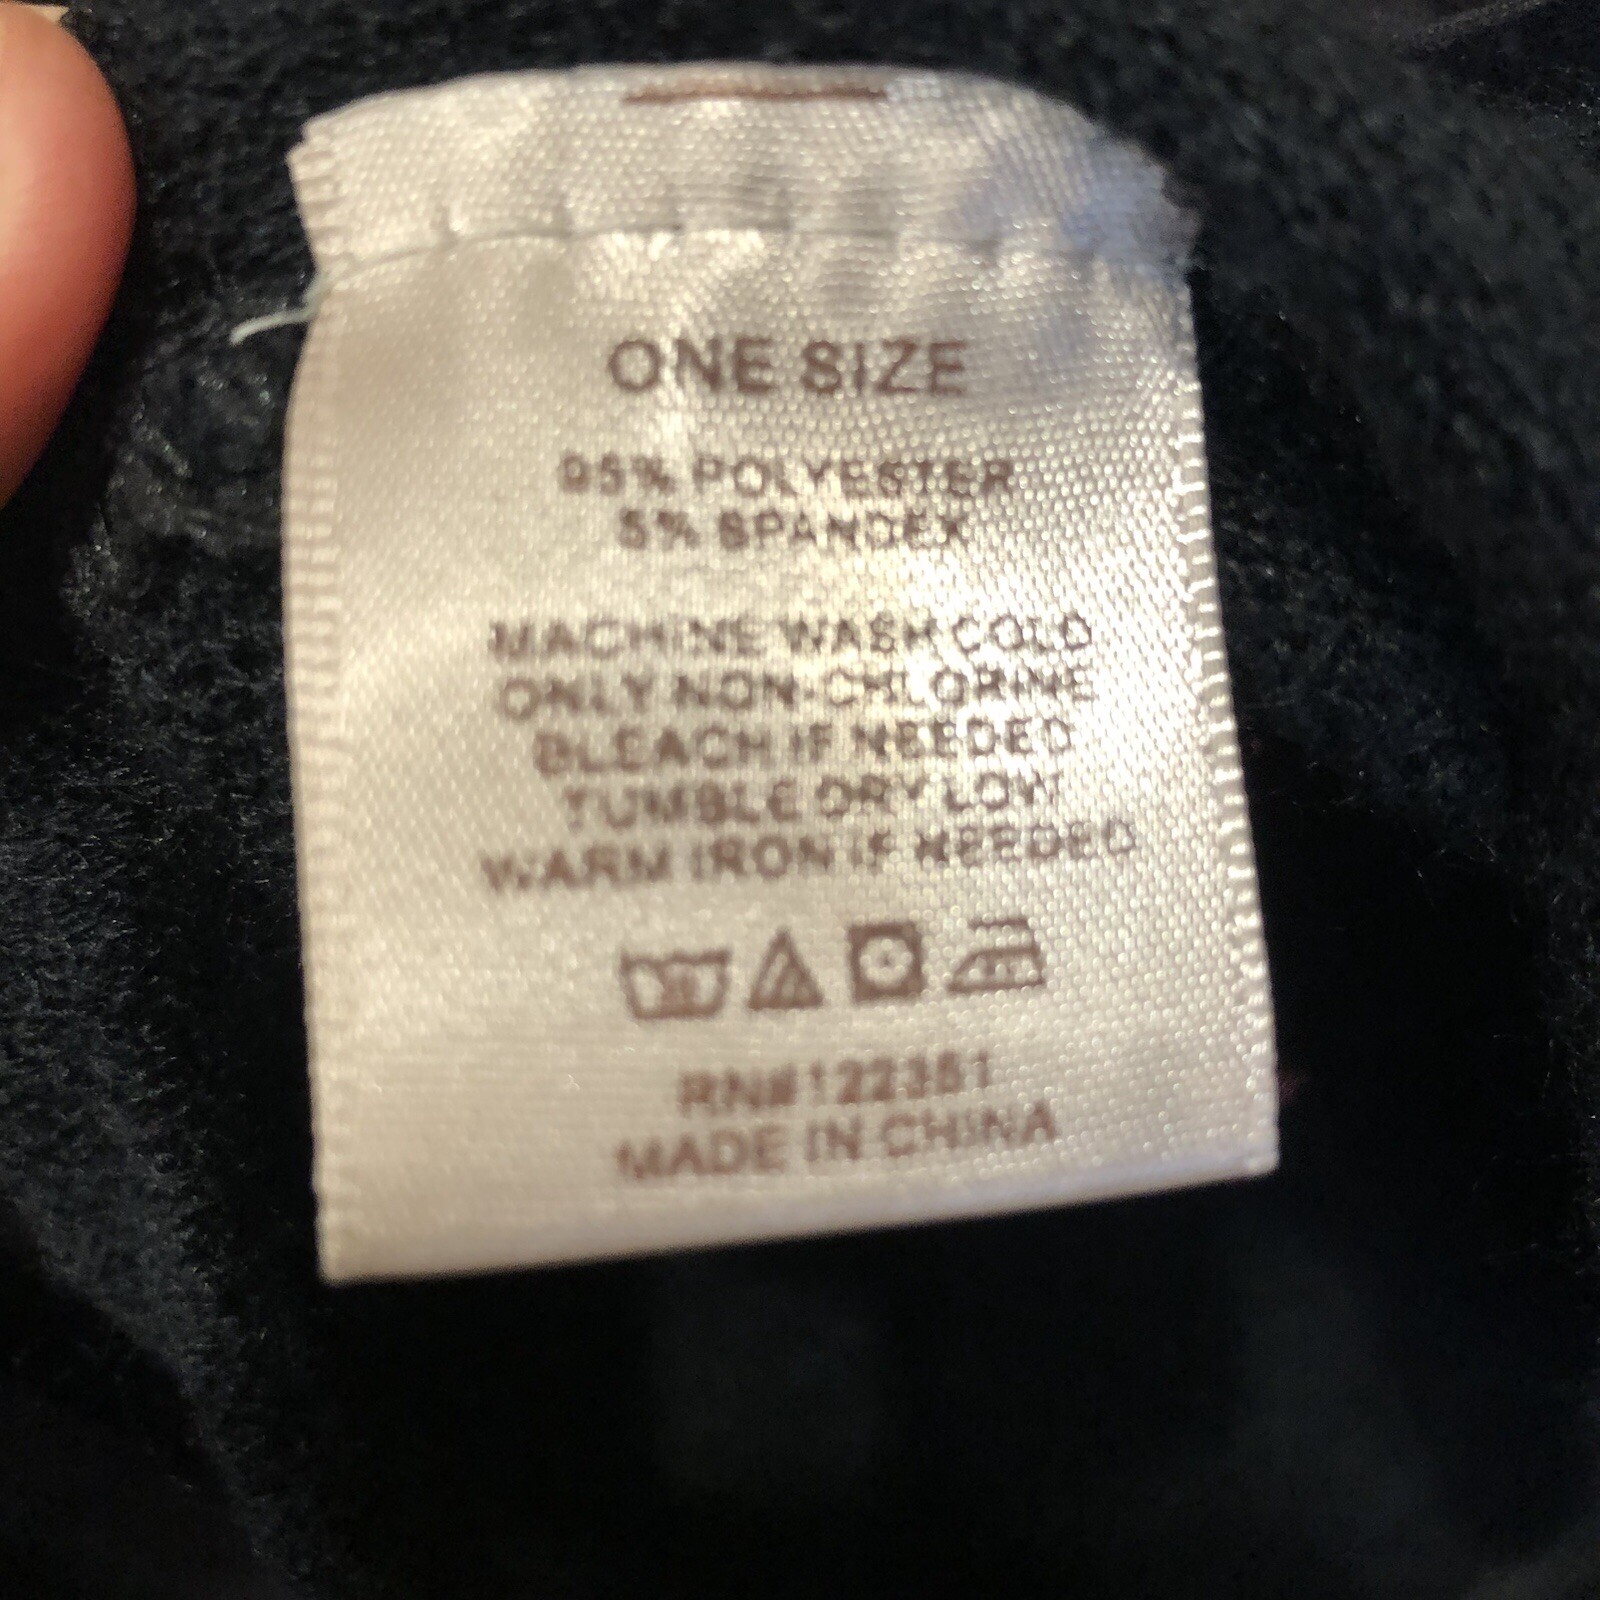 ONE SIZE
95% POLYESTER
5% SPANDEX
MACHINE WASH COLD
ONLY NON-CHLORINE
BLEACH IF NEEDED
TUMBLE DRY LOW
WARM IRON IF NEEDED
RN#122351
MADE IN CHINA